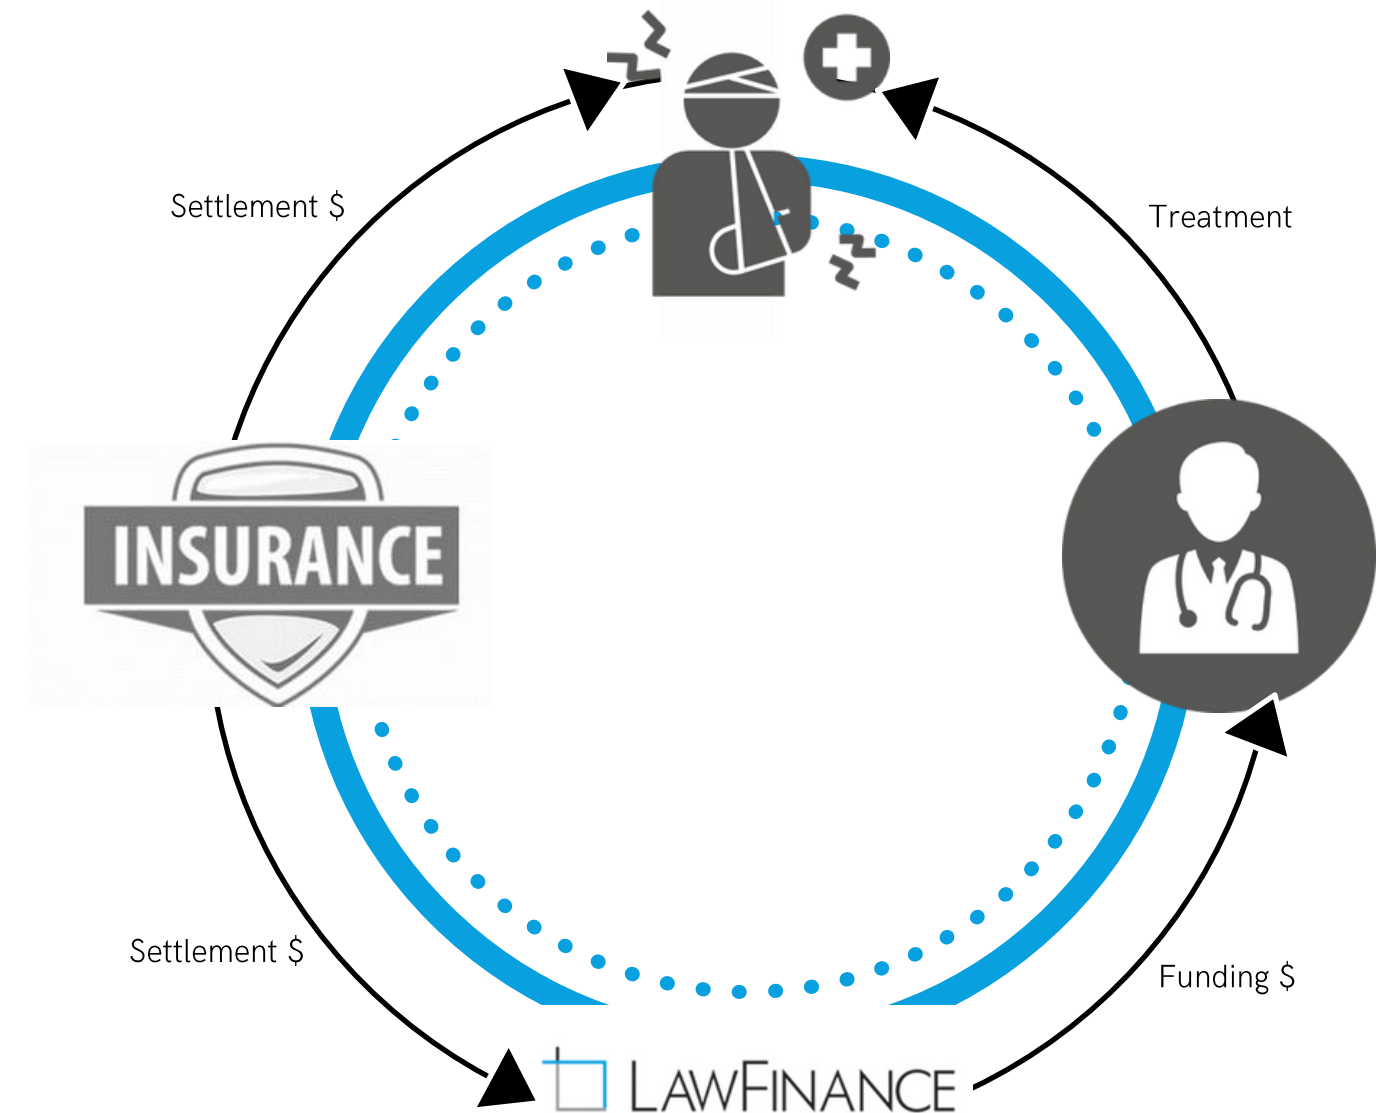 Settlement $
Treatment
INSURANCE
Settlement $
Funding $
LAWFINANCE